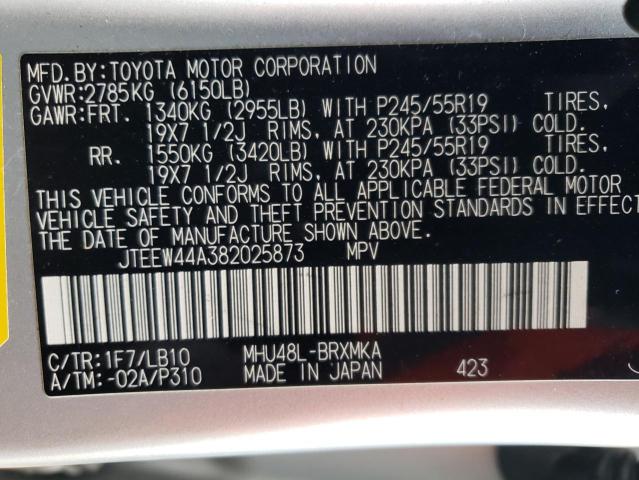 MFD.BY:TOYOTA MOTOR CORPORATION
GVWR:2785KG (6150LB)
GAWR:FRT. 1340KG (2955LB) WITH P245/55R19 TIRES,
19X7 1/2J RIMS, AT 230KPA (33PSI) COLD.
RR. 1550KG (3420LB) WITH P245/55R19 TIRES,
19X7 1/2J RIMS, AT 230KPA (33PSI) COLD.
THIS VEHICLE CONFORMS TO ALL APPLICABLE FEDERAL MOTOR
VEHICLE SAFETY AND THEFT PREVENTION STANDARDS IN EFFECT
THE DATE OF MANUFACTURE SHOWN ABOVE.
JTEEW44A382025873 MPV
C/TR:1F7/LB10 MHU48L-BRXMKA
A/TM:-02A/P310 MADE IN JAPAN 423